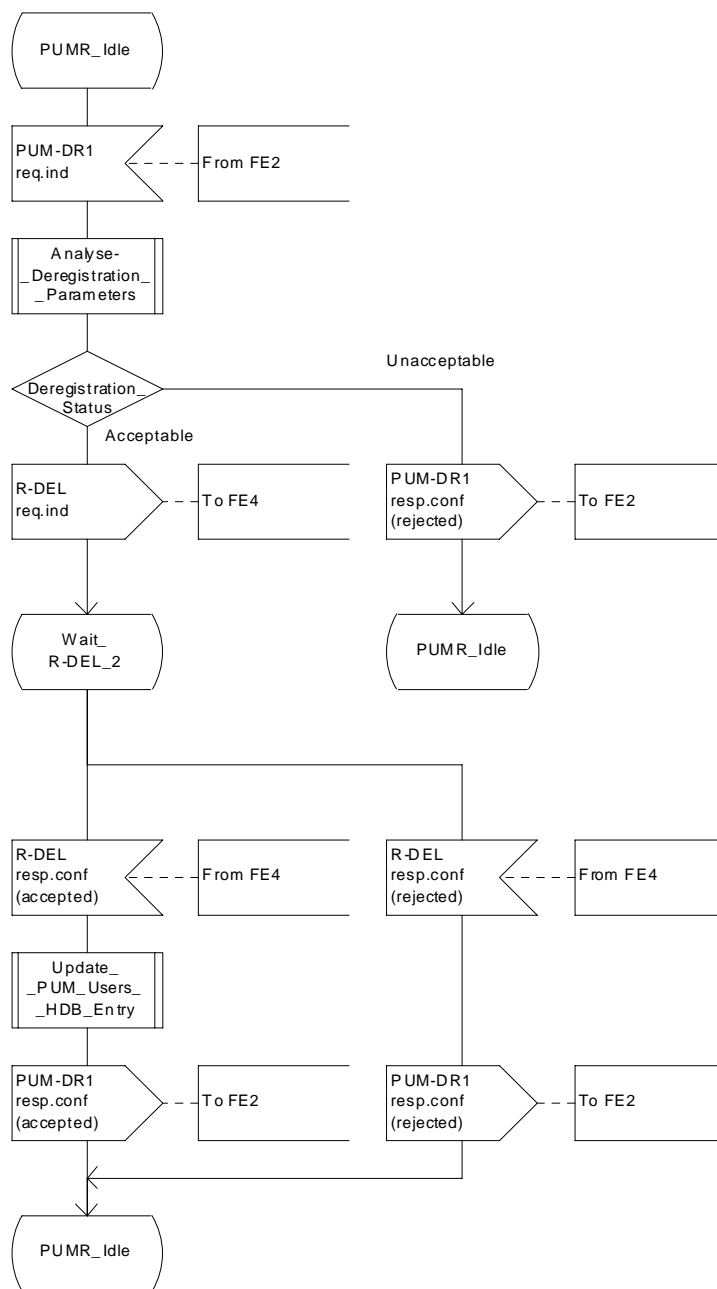 PUMR_Idle
PUM-DR1
req.ind
From FE2
Analyse-
_Deregistration_
_Parameters
Unacceptable
Deregistration_
Status
Acceptable
R-DEL
req.ind
To FE4
PUM-DR1
resp.conf
(rejected)
To FE2
Wait_
R-DEL_2
PUMR_Idle
R-DEL
resp.conf
(accepted)
From FE4
R-DEL
resp.conf
(rejected)
From FE4
Update_
_PUM_Users_
_HDB_Entry
PUM-DR1
resp.conf
(accepted)
To FE2
PUM-DR1
resp.conf
(rejected)
To FE2
PUMR_Idle